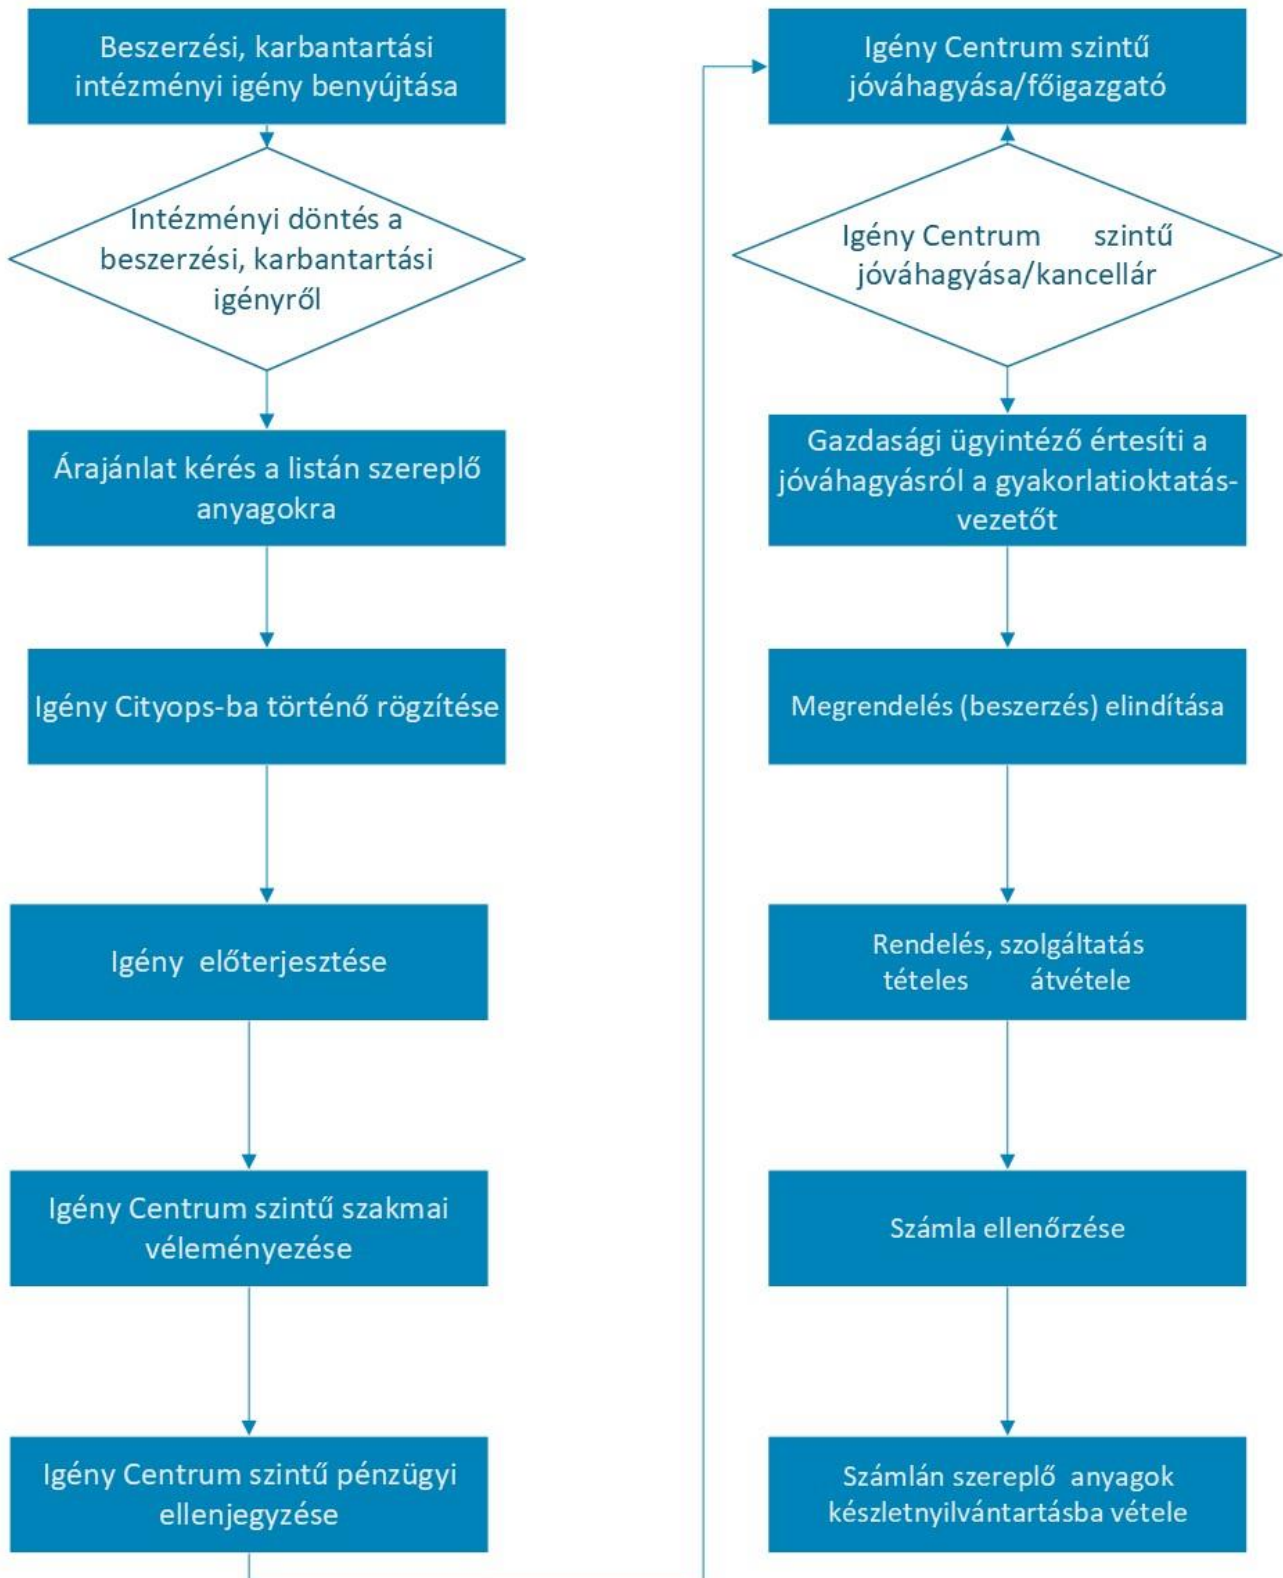 Beszerzési, karbantartási
intézményi igény benyújtása
Intézményi döntés a
beszerzési, karbantartási
igényről
Árajánlat kérés a listán szereplő
anyagokra
Igény Cityops-ba történő rögzítése
Igény előterjesztése
Igény Centrum szintű szakmai
véleményezése
Igény Centrum szintű pénzügyi
ellenjegyzése
Igény Centrum szintű
jóváhagyása/főigazgató
Igény Centrum szintű
jóváhagyása/kancellár
Gazdasági ügyintéző értesíti a
jóváhagyásról a gyakorlatioktatás-
vezetőt
Megrendelés (beszerzés) elindítása
Rendelés, szolgáltatás
tételes átvétele
Számla ellenőrzése
Számlán szereplő anyagok
készletnyilvántartásba vétele